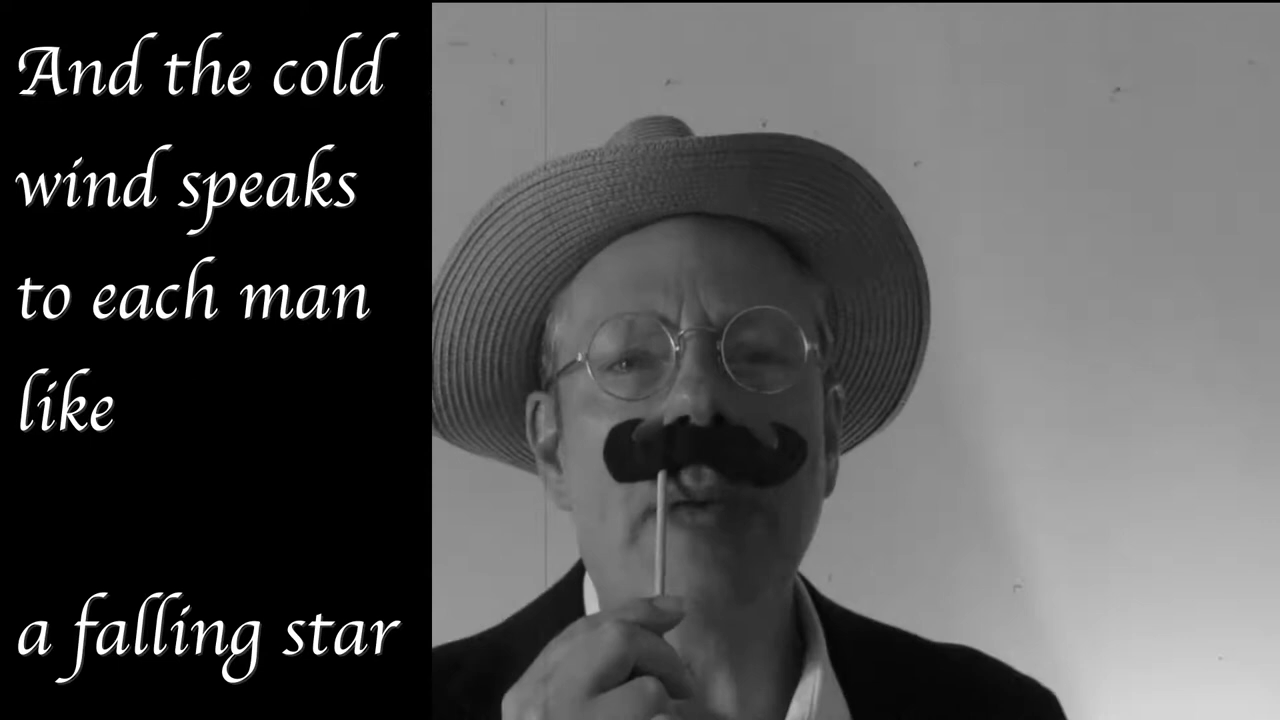 And the cold
wind speaks
to each man
like
a falling star